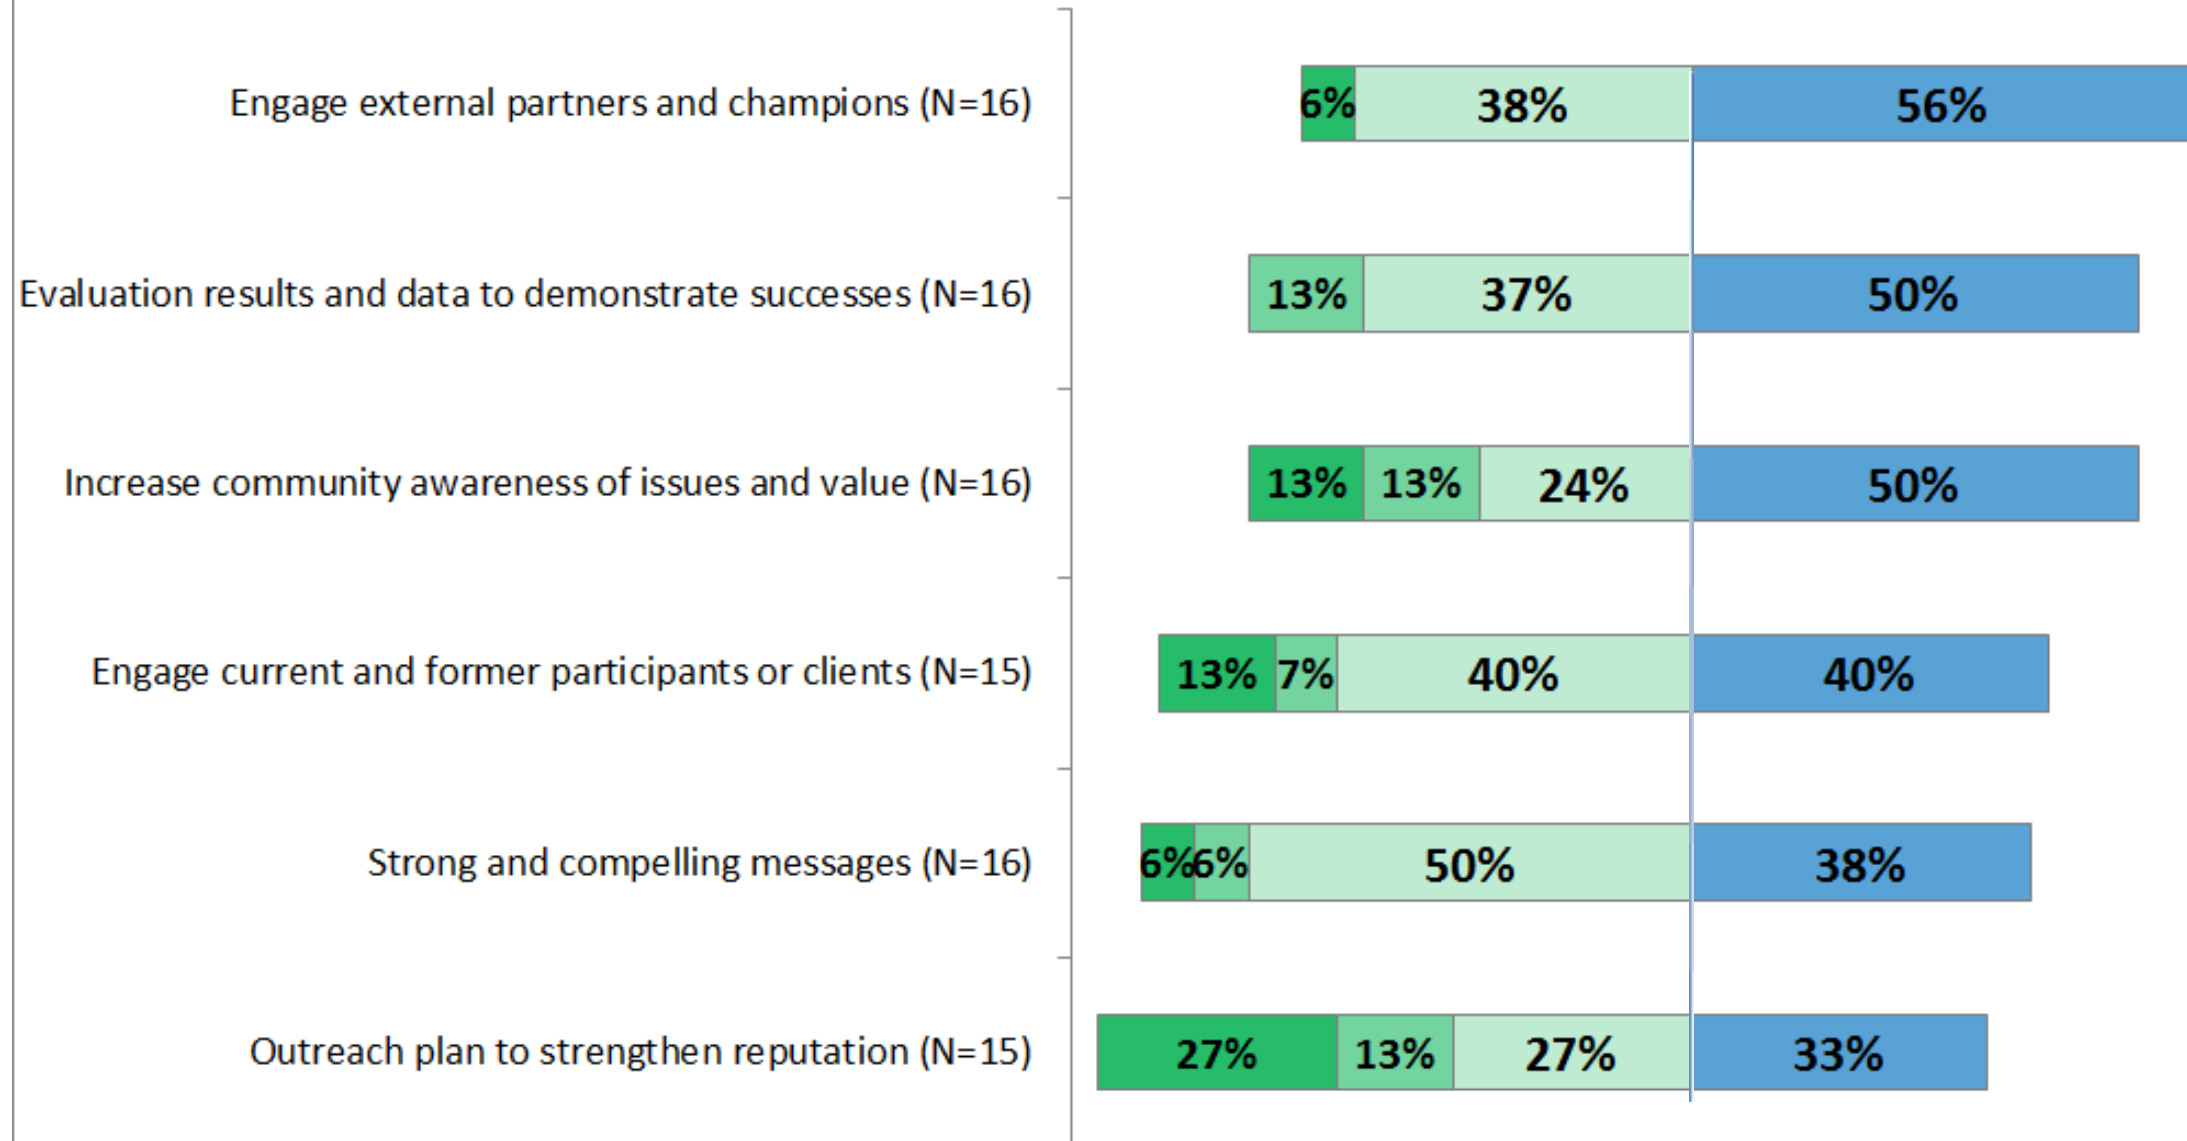 Engage external partners and champions (N=16) 6% 38% 56%
Evaluation results and data to demonstrate successes (N=16) 13% 37% 50%
Increase community awareness of issues and value (N=16) 13% 13% 24% 50%
Engage current and former participants or clients (N=15) 13% 7% 40% 40%
Strong and compelling messages (N=16) 6% 6% 50% 38%
Outreach plan to strengthen reputation (N=15) 27% 13% 27% 33%